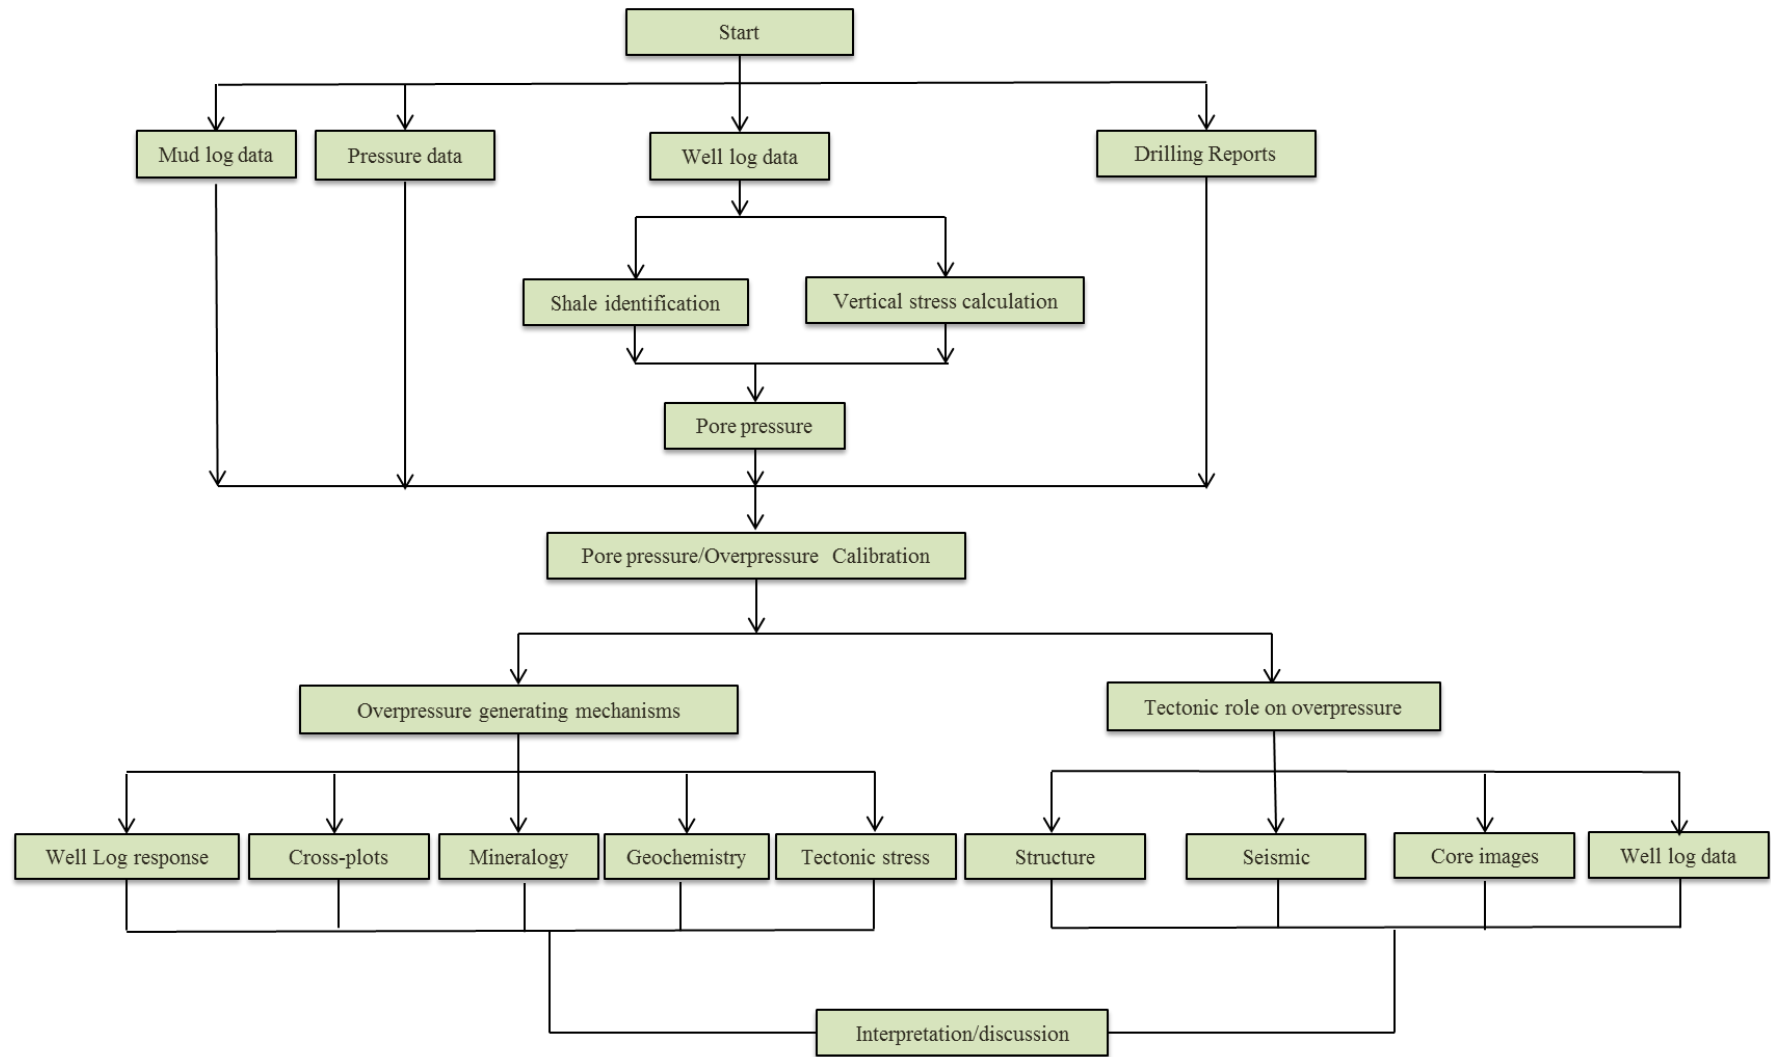 Start
Mud log data
Pressure data
Well log data
Drilling Reports
Shale identification
Vertical stress calculation
Pore pressure
Pore pressure/Overpressure Calibration
Overpressure generating mechanisms
Tectonic role on overpressure
Well Log response
Cross-plots
Mineralogy
Geochemistry
Tectonic stress
Structure
Seismic
Core images
Well log data
Interpretation/discussion